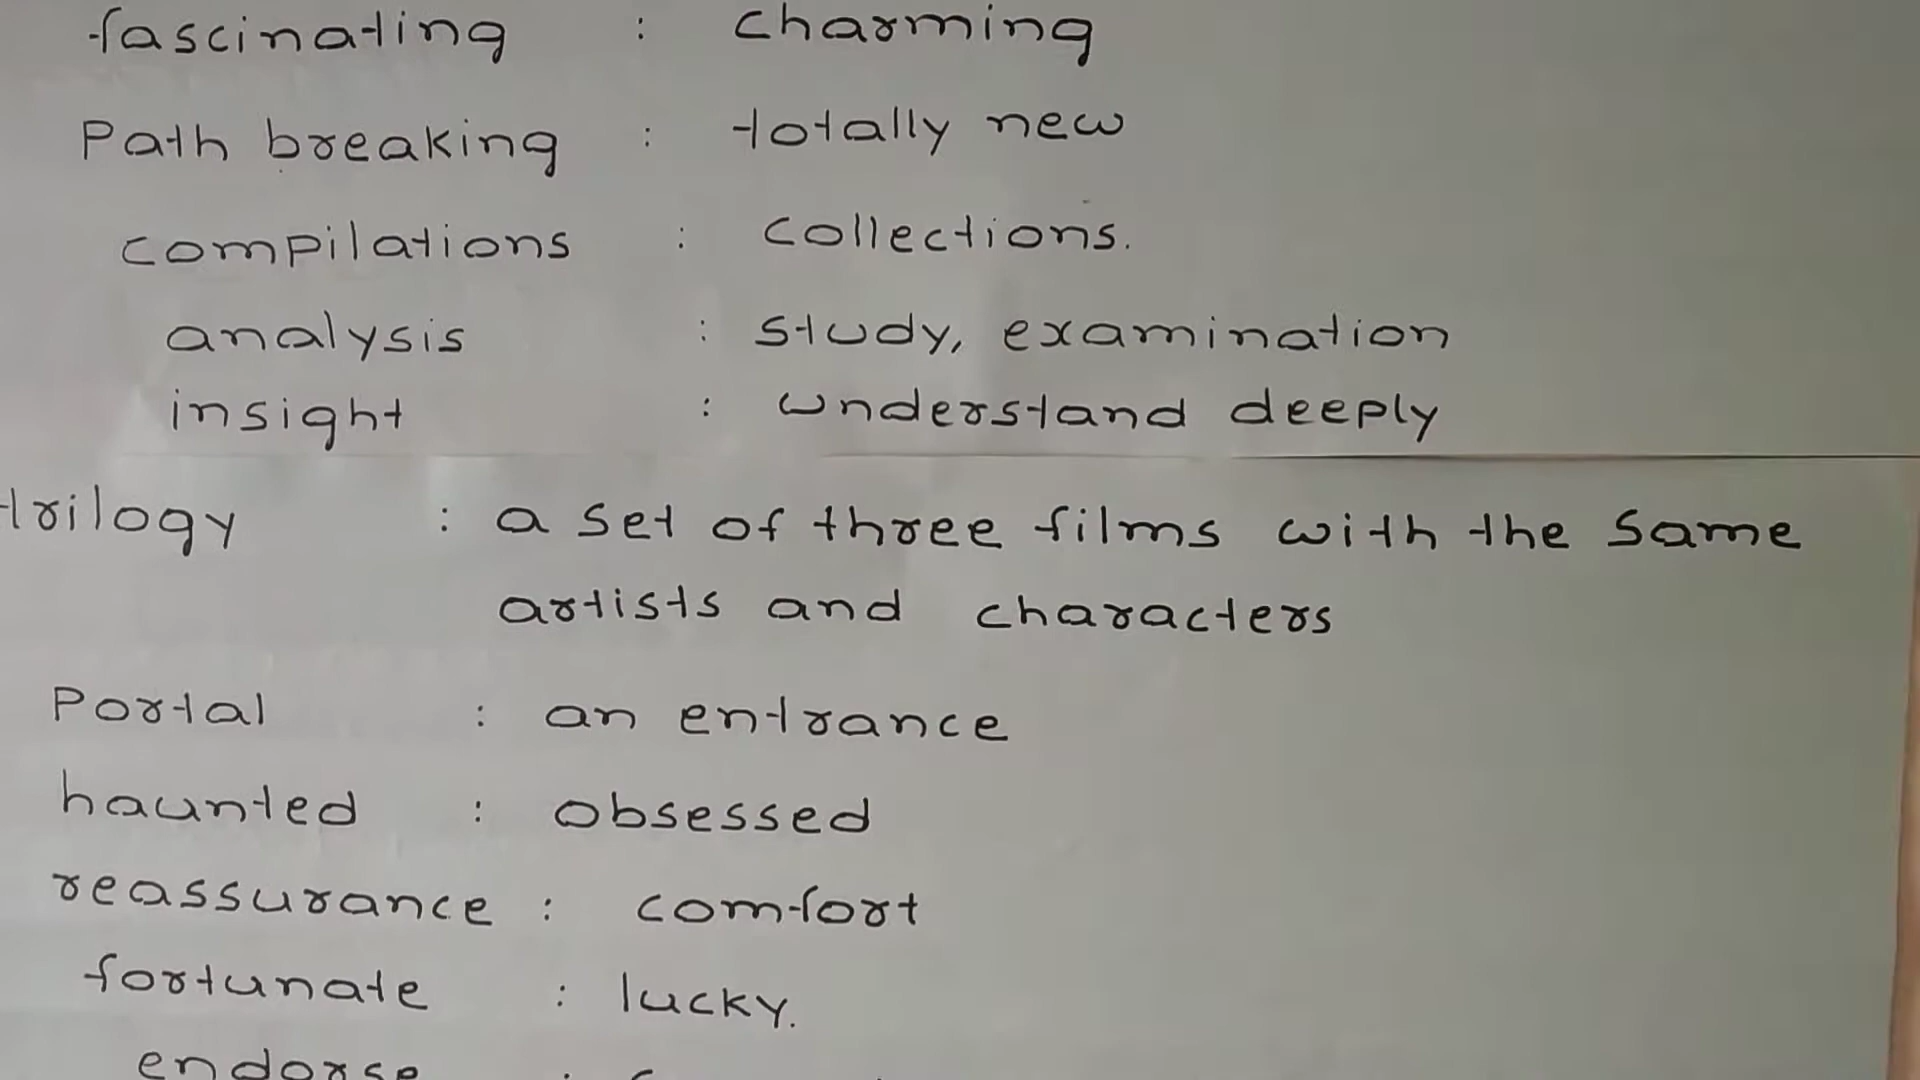 fascinating : charming
Path breaking : totally new
compilations : collections.
analysis : study, examination
insight : understand deeply
trilogy : a set of three films with the same
artists and characters
Portal : an entrance
haunted : obsessed
reassurance : comfort
fortunate : lucky.
endorse :